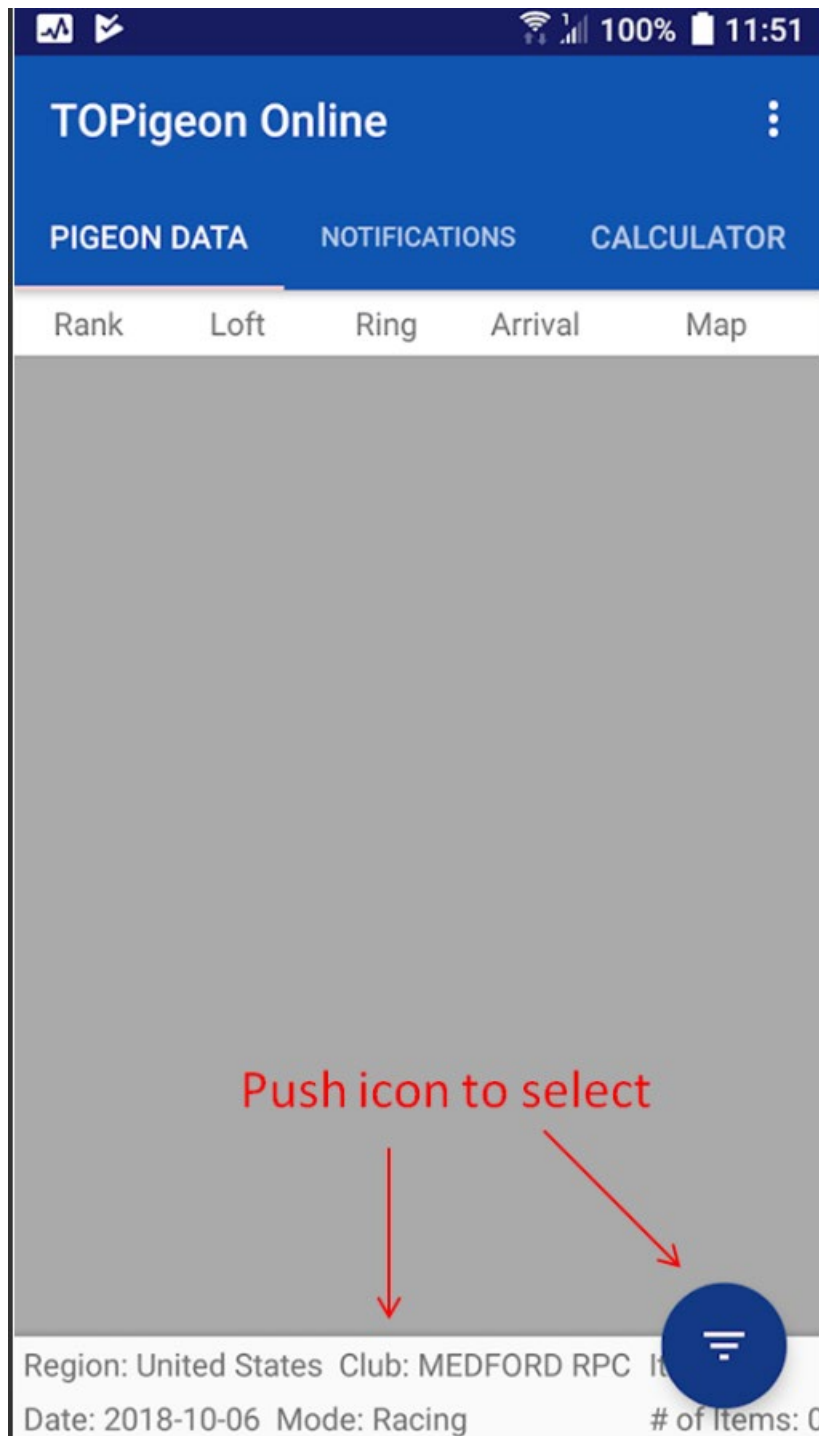 100% 11:51
TOPigeon Online
PIGEON DATA NOTIFICATIONS CALCULATOR
Rank Loft Ring Arrival Map
Push icon to select
Region: United States Club: MEDFORD RPC
Date: 2018-10-06 Mode: Racing # of Items: 0